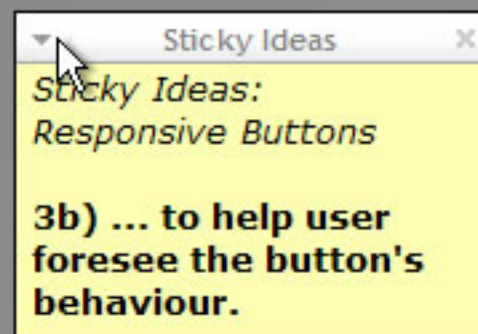 Sticky Ideas
Sticky Ideas:
Responsive Buttons
3b) ... to help user
foresee the button's
behaviour.